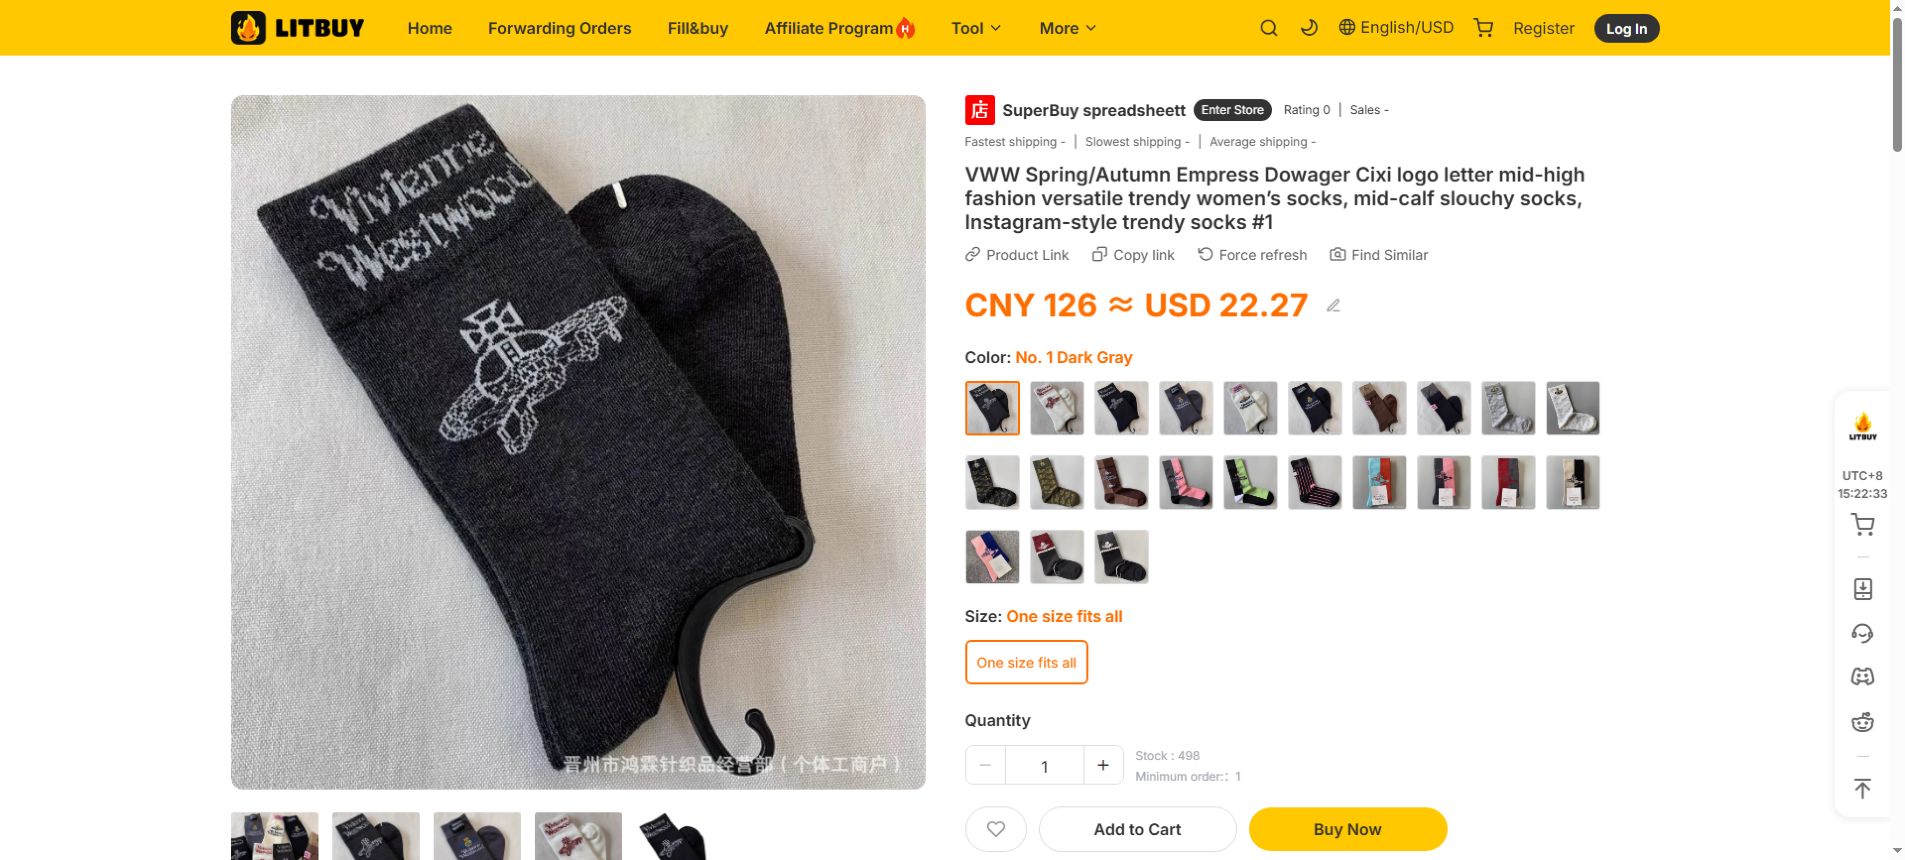 LITBUY
Home
Forwarding Orders
Fill&buy
Affiliate Program
Tool
More
English/USD
Register
Log In
Vivienne
Westwood
晋州市鸿霖针织品经营部(个体工商户)
店
SuperBuy spreadsheett
Enter Store
Rating 0 | Sales -
Fastest shipping - | Slowest shipping - | Average shipping -
VWW Spring/Autumn Empress Dowager Cixi logo letter mid-high
fashion versatile trendy women’s socks, mid-calf slouchy socks,
Instagram-style trendy socks #1
Product Link
Copy link
Force refresh
Find Similar
CNY 126 ≈ USD 22.27
Color: No. 1 Dark Gray
Size: One size fits all
One size fits all
Quantity
− 1 +
Stock : 498
Minimum order: : 1
Add to Cart
Buy Now
LITBUY
UTC+8
15:22:33